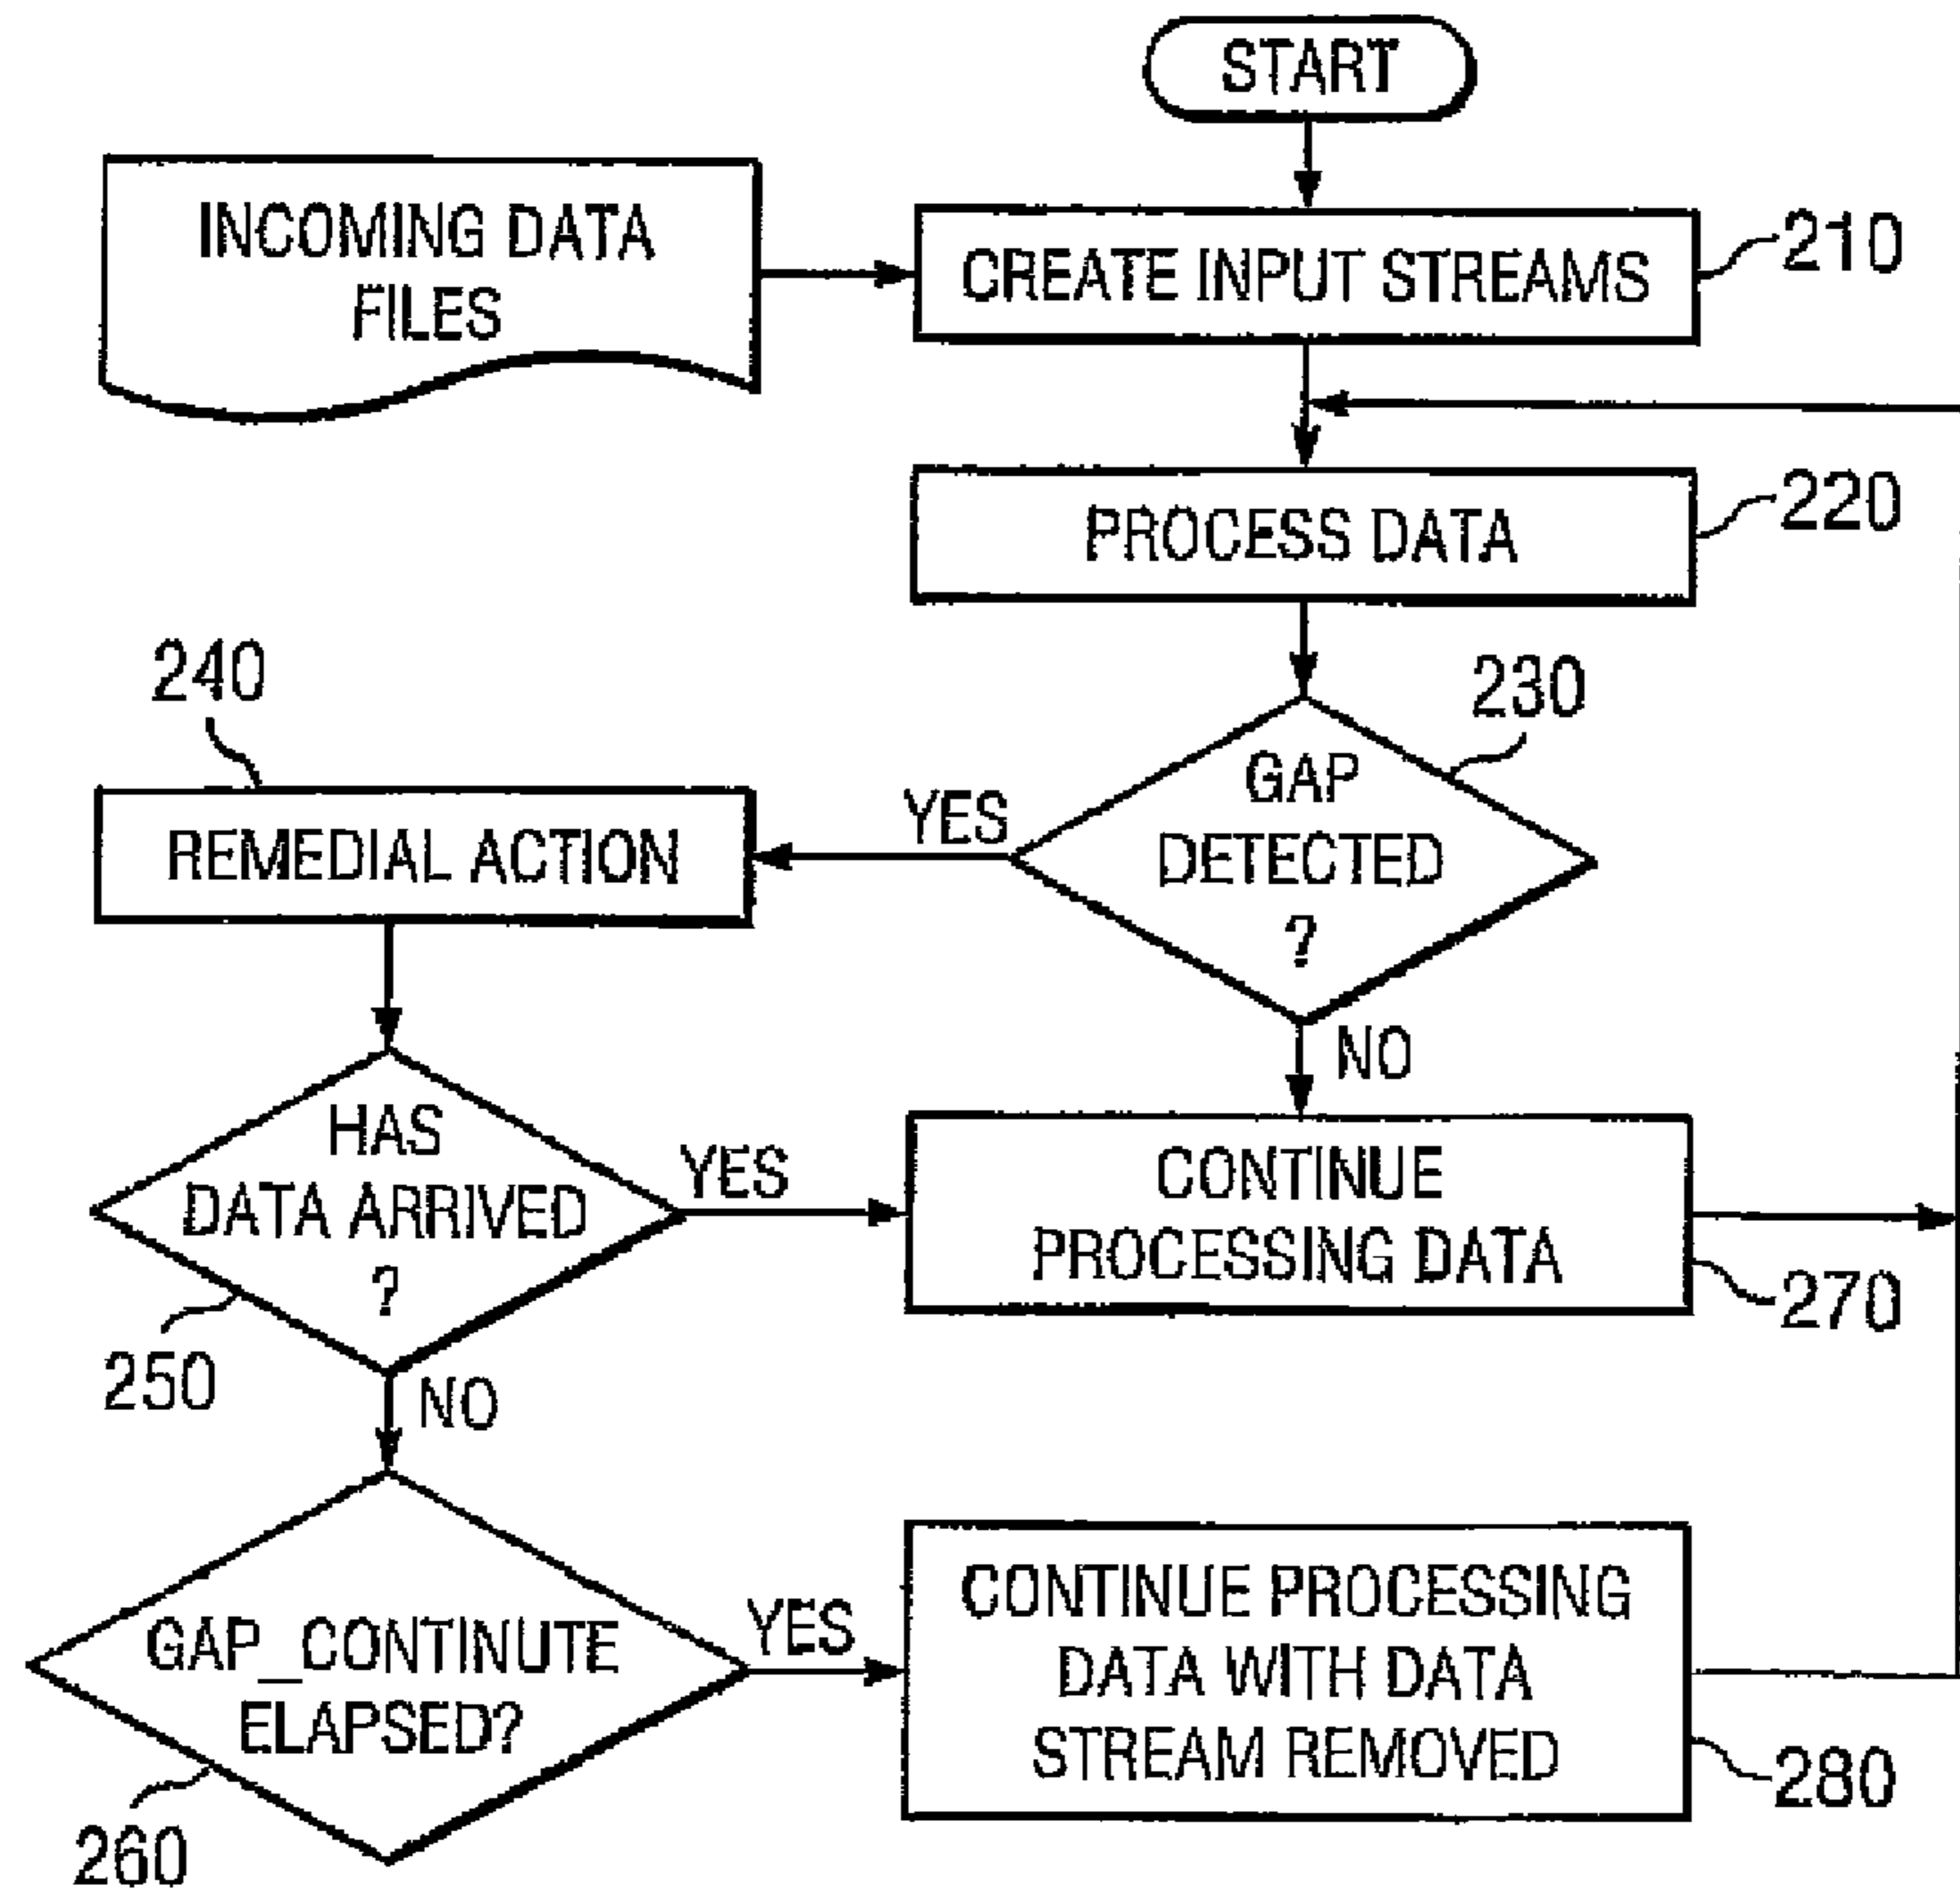 START
INCOMING DATA
FILES
CREATE INPUT STREAMS
210
PROCESS DATA
220
240
230
GAP
DETECTED
?
YES
REMEDIAL ACTION
NO
HAS
DATA ARRIVED
?
YES
CONTINUE
PROCESSING DATA
270
250
NO
GAP_CONTINUTE
ELAPSED?
YES
CONTINUE PROCESSING
DATA WITH DATA
STREAM REMOVED
280
260